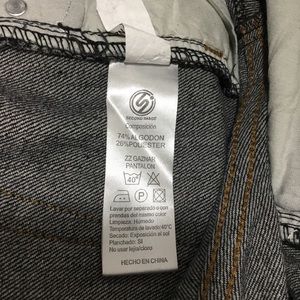 SECOND IMAGE
Composición
74% ALGODON
26% POLIESTER
ZZ GAZHAR
PANTALON
40°
P
Lavar por separado o con
prendas del mismo color
Limpieza: Húmedo
Temperatura de lavado:40°C
Secado: Exposición al sol
Planchado: SI
No usar lejía/cloro
HECHO EN CHINA